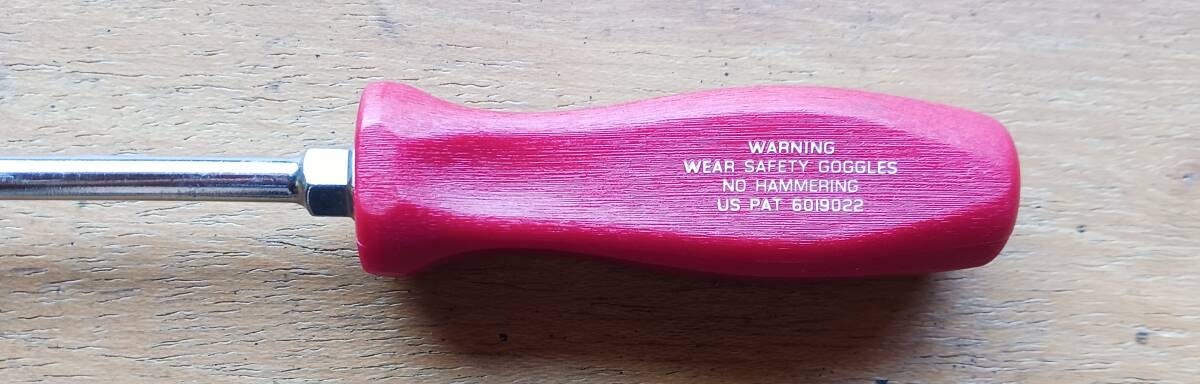 WARNING
WEAR SAFETY GOGGLES
NO HAMMERING
US PAT 6019022